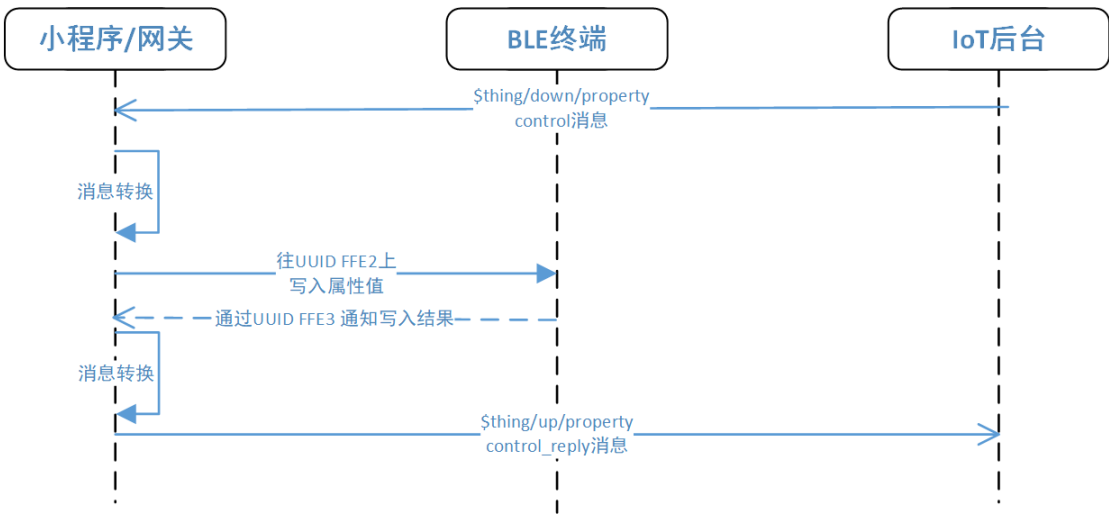 小程序/网关
BLE终端
IoT后台
$thing/down/property
control消息
消息转换
往UUID FFE2上
写入属性值
通过UUID FFE3 通知写入结果
消息转换
$thing/up/property
control_reply消息